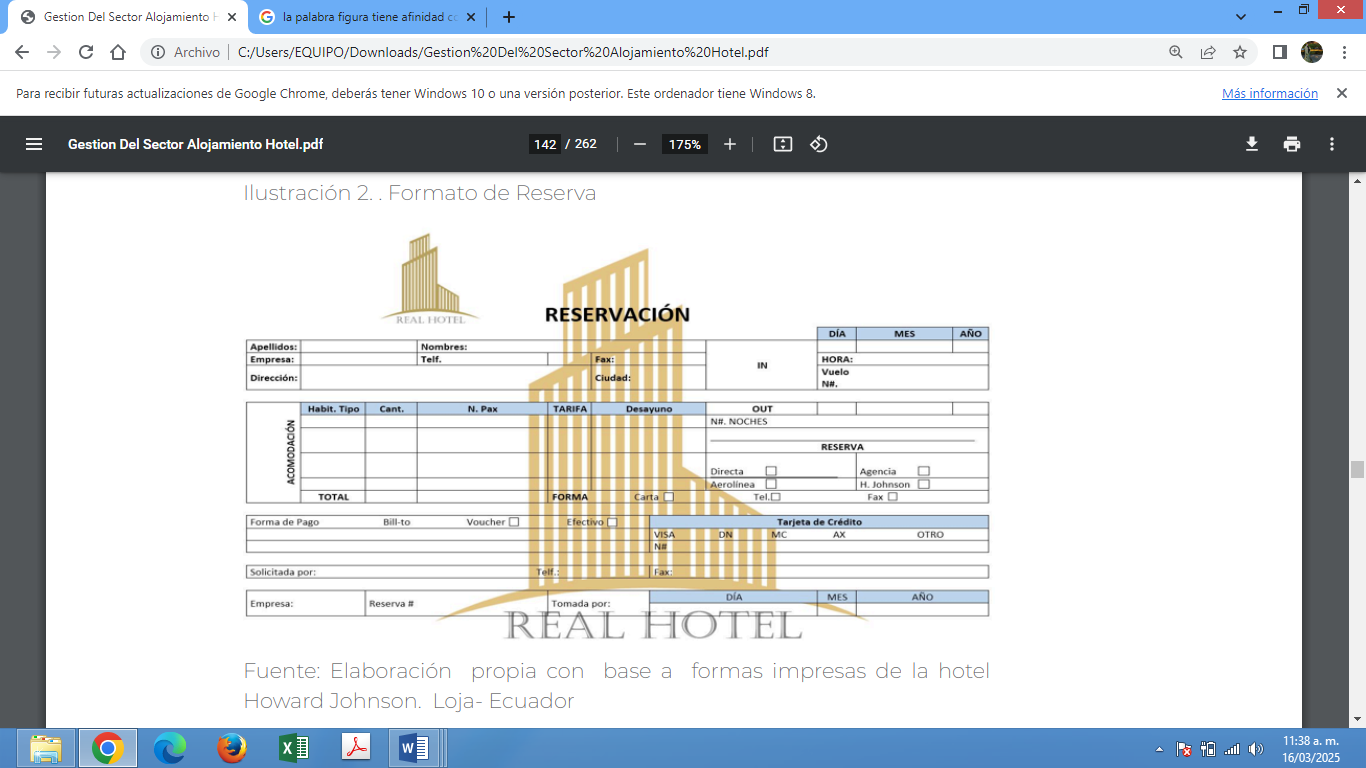 Gestion Del Sector Alojamiento H
la palabra figura tiene afinidad co
Archivo C:/Users/EQUIPO/Downloads/Gestion%20Del%20Sector%20Alojamiento%20Hotel.pdf
Para recibir futuras actualizaciones de Google Chrome, deberás tener Windows 10 o una versión posterior. Este ordenador tiene Windows 8. Más información
Gestion Del Sector Alojamiento Hotel.pdf 142 / 262 175%
Ilustración 2. . Formato de Reserva
REAL HOTEL
RESERVACIÓN
DÍA MES AÑO
Apellidos: Nombres:
Empresa: Telf. Fax: IN HORA:
Dirección: Ciudad: Vuelo
N#.
ACOMODACIÓN
Habit. Tipo Cant. N. Pax TARIFA Desayuno OUT
N#. NOCHES
RESERVA
Directa Agencia
Aerolínea H. Johnson
TOTAL FORMA Carta Tel. Fax
Forma de Pago Bill-to Voucher Efectivo Tarjeta de Crédito
VISA DN MC AX OTRO
N#
Solicitada por: Telf.: Fax:
Empresa: Reserva # Tomada por: DÍA MES AÑO
REAL HOTEL
Fuente: Elaboración propia con base a formas impresas de la hotel
Howard Johnson. Loja- Ecuador
11:38 a. m.
16/03/2025